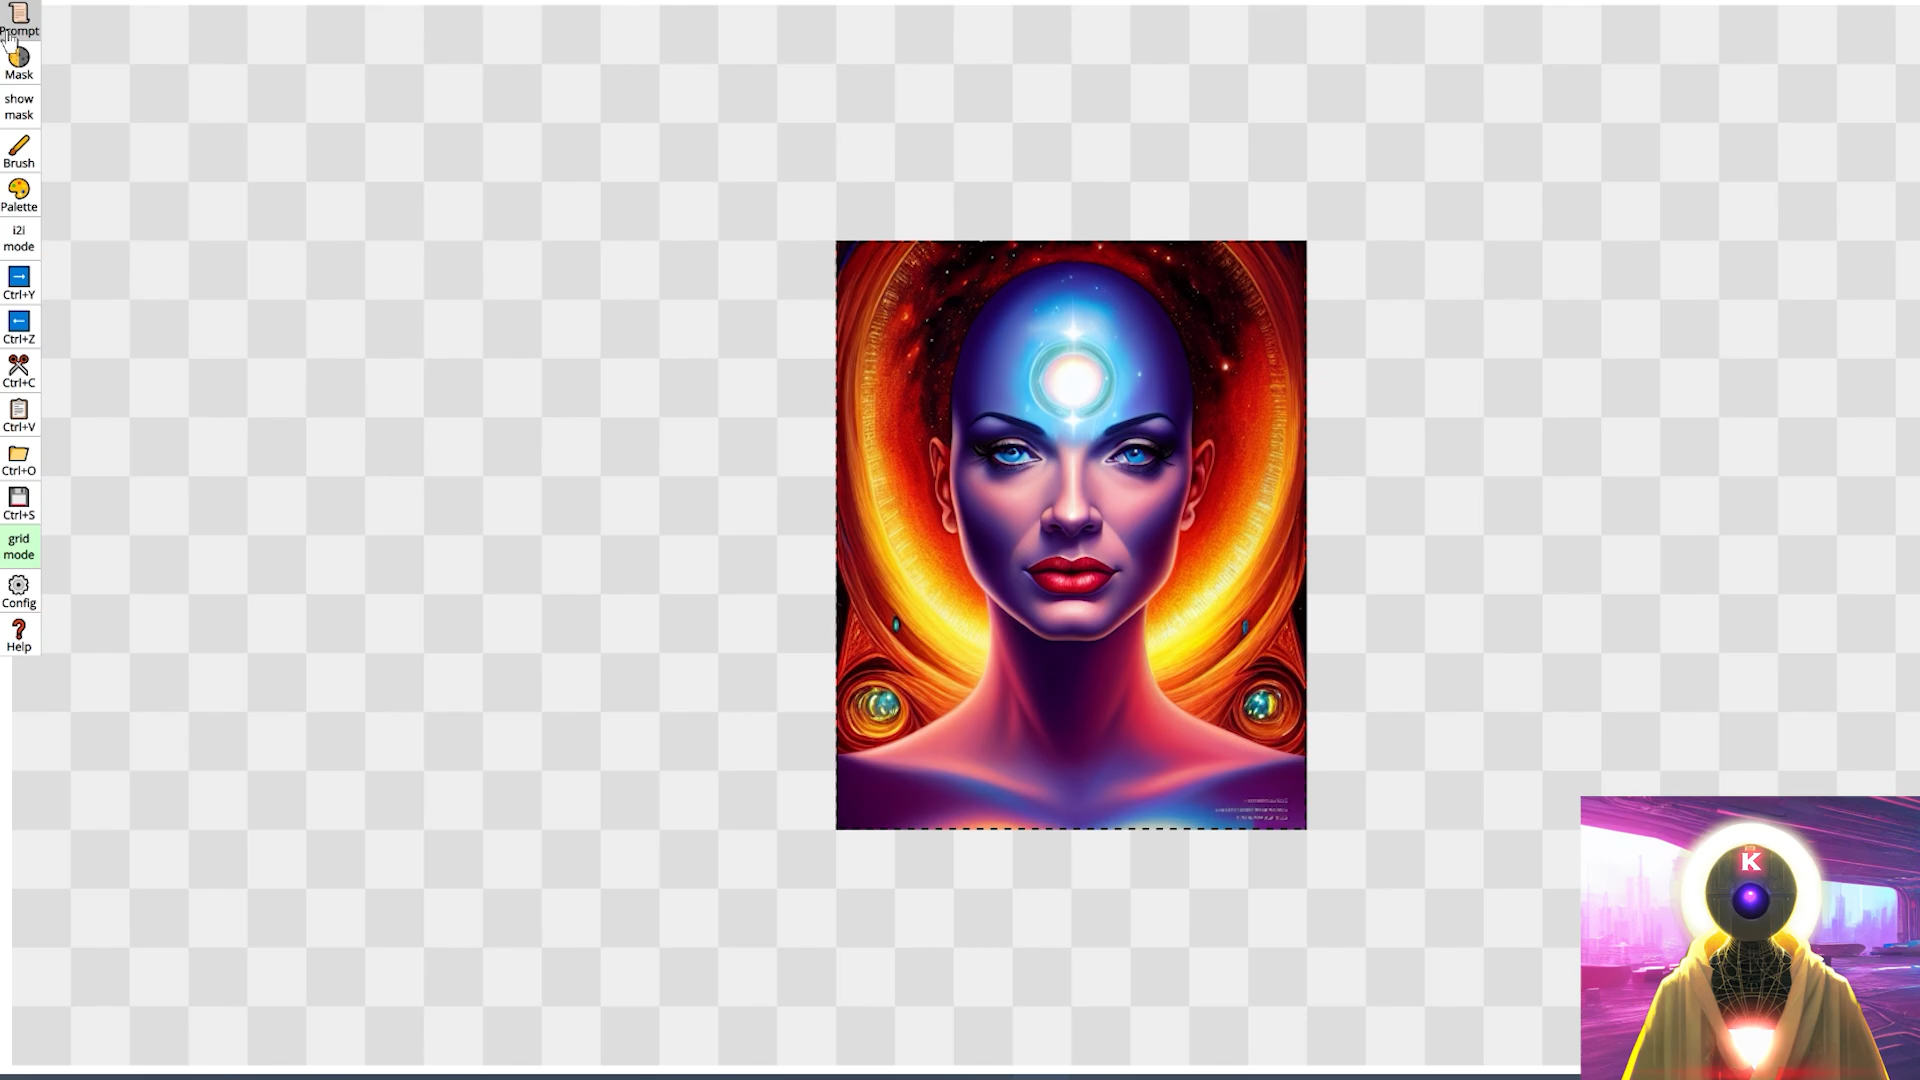 Prompt
Mask
show
mask
Brush
Palette
i2i
mode
Ctrl+Y
Ctrl+Z
Ctrl+C
Ctrl+V
Ctrl+O
Ctrl+S
grid
mode
Config
Help
K